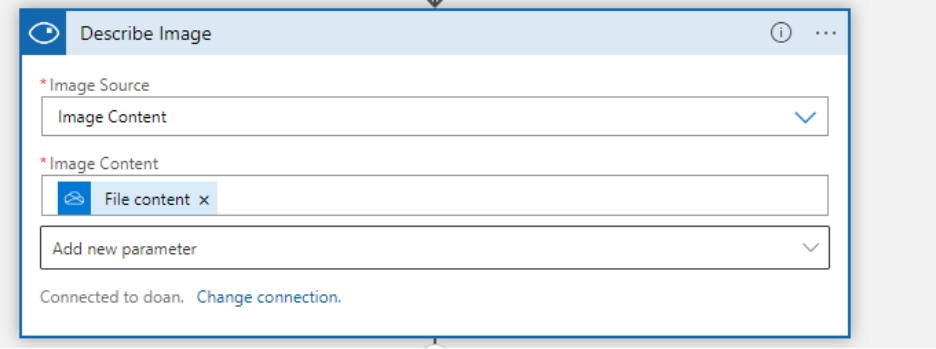 Describe Image
* Image Source
Image Content
* Image Content
File content ×
Add new parameter
Connected to doan. Change connection.